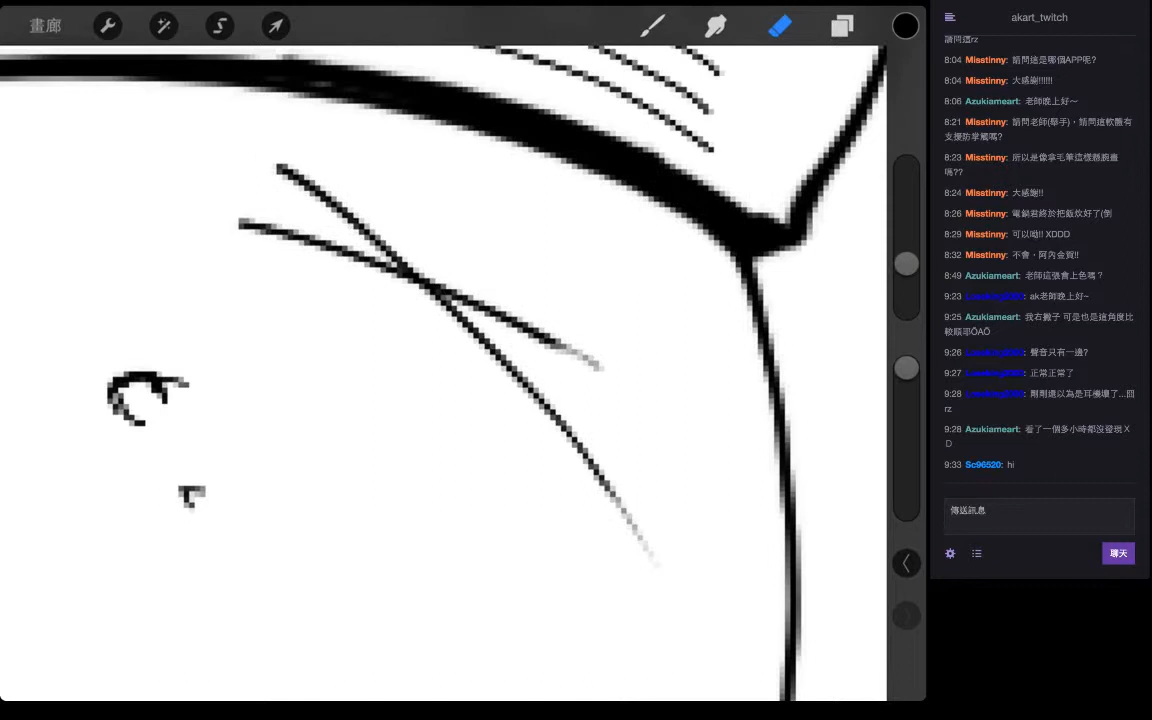 畫廊
akart_twitch
請問這rz
8:04 Misstinny: 請問這是哪個APP呢?
8:04 Misstinny: 大感謝!!!!!!
8:06 Azukiameart: 老師晚上好～
8:21 Misstinny: 請問老師(舉手)，請問這軟體有
支援防掌觸嗎?
8:23 Misstinny: 所以是像拿毛筆這樣懸腕畫
嗎??
8:24 Misstinny: 大感謝!!
8:26 Misstinny: 電鍋君終於把飯炊好了(倒
8:29 Misstinny: 可以呦!! XDDD
8:32 Misstinny: 不會，阿內金賀!!
8:49 Azukiameart: 老師這張會上色嗎？
9:23 ak老師晚上好~
9:25 Azukiameart: 我右撇子 可是也是這角度比
較順耶ÓAÒ
9:26 聲音只有一邊?
9:27 正常正常了
9:28 剛剛還以為是耳機壞了...囧
rz
9:28 Azukiameart: 看了一個多小時都沒發現Ｘ
Ｄ
9:33 Sc96520: hi
傳送訊息
聊天